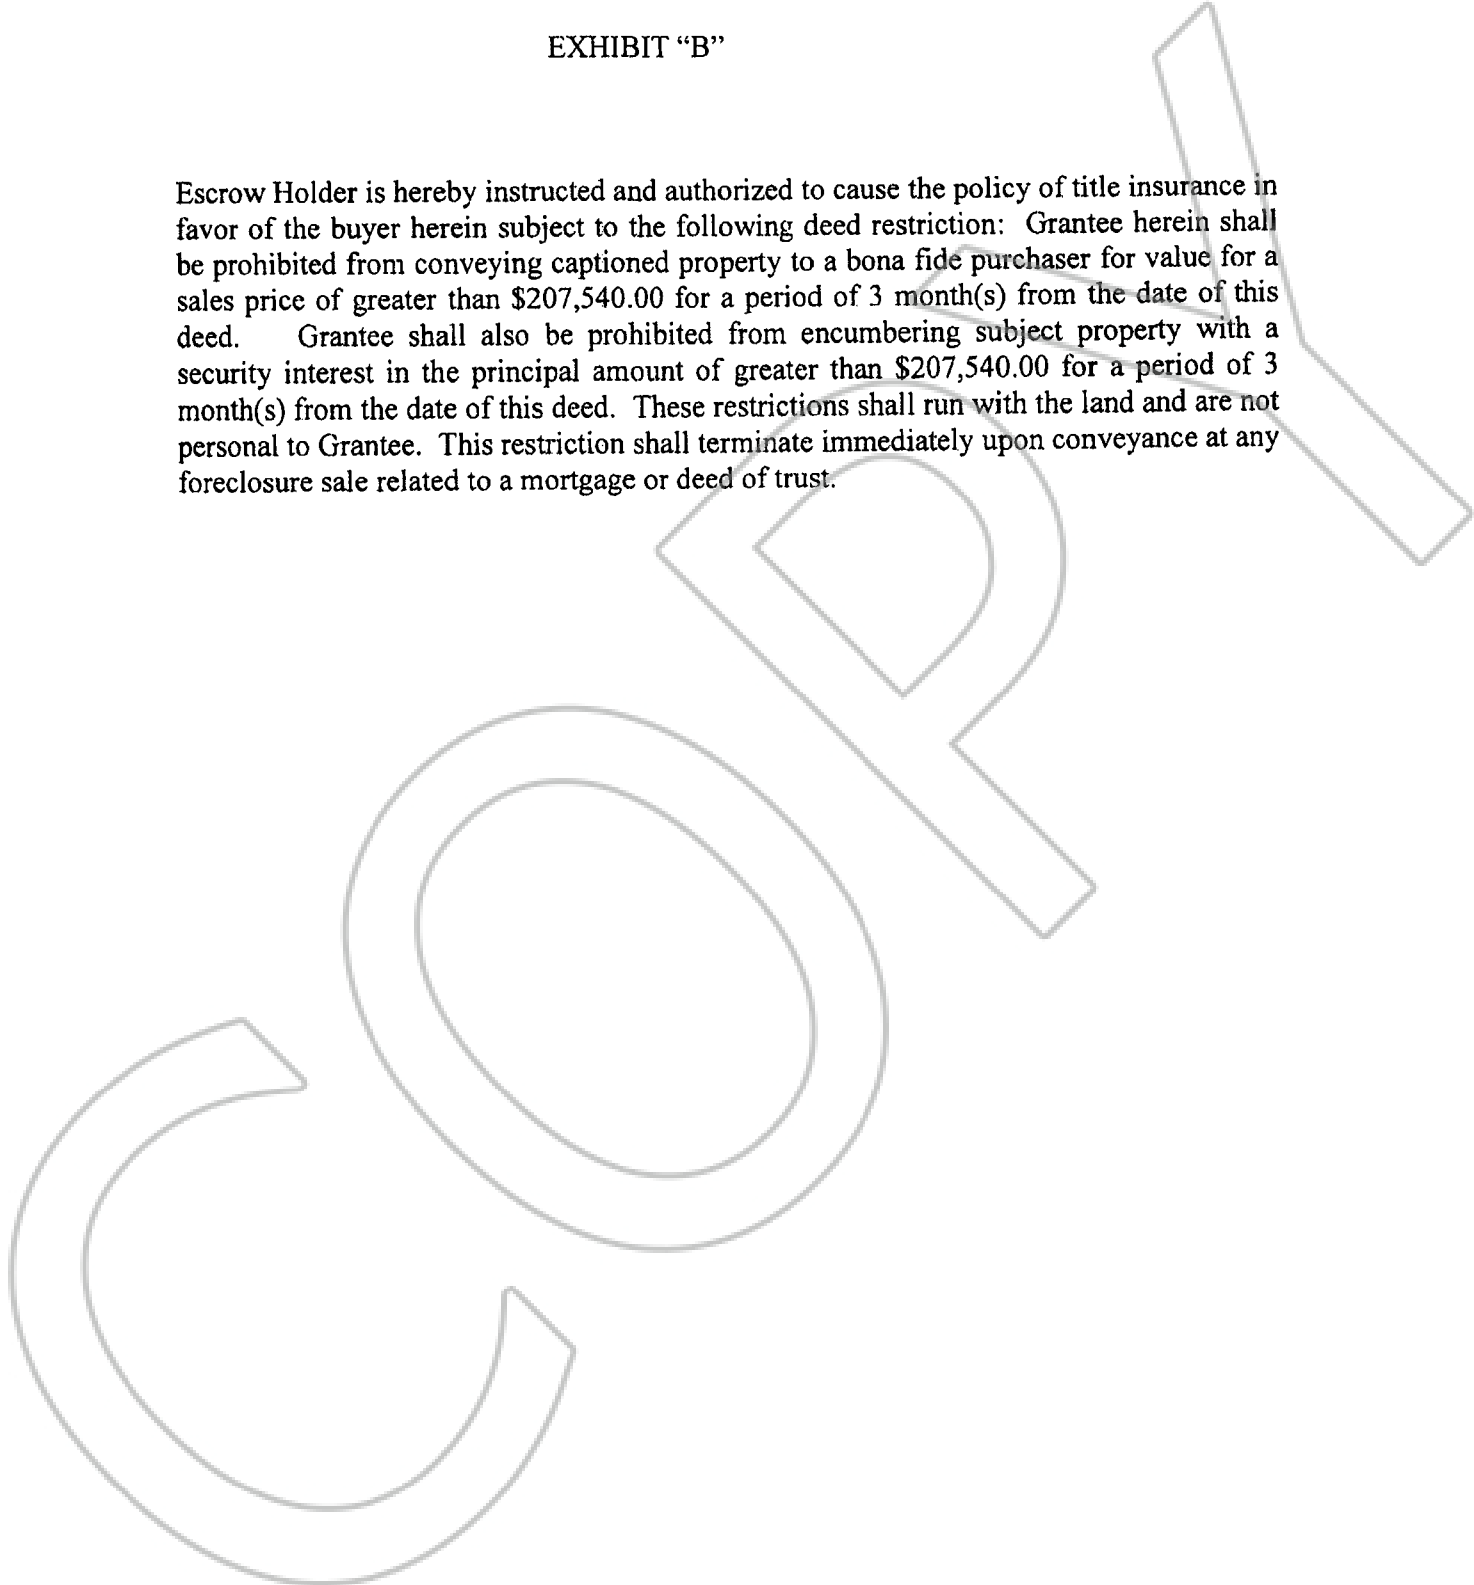 EXHIBIT “B”
Escrow Holder is hereby instructed and authorized to cause the policy of title insurance in
favor of the buyer herein subject to the following deed restriction: Grantee herein shall
be prohibited from conveying captioned property to a bona fide purchaser for value for a
sales price of greater than $207,540.00 for a period of 3 month(s) from the date of this
deed. Grantee shall also be prohibited from encumbering subject property with a
security interest in the principal amount of greater than $207,540.00 for a period of 3
month(s) from the date of this deed. These restrictions shall run with the land and are not
personal to Grantee. This restriction shall terminate immediately upon conveyance at any
foreclosure sale related to a mortgage or deed of trust.
COPY